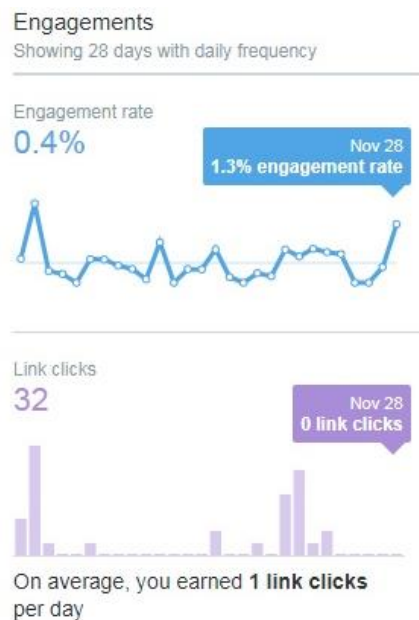 Engagements
Showing 28 days with daily frequency
Engagement rate
0.4%
Nov 28
1.3% engagement rate
Link clicks
32
Nov 28
0 link clicks
On average, you earned 1 link clicks
per day